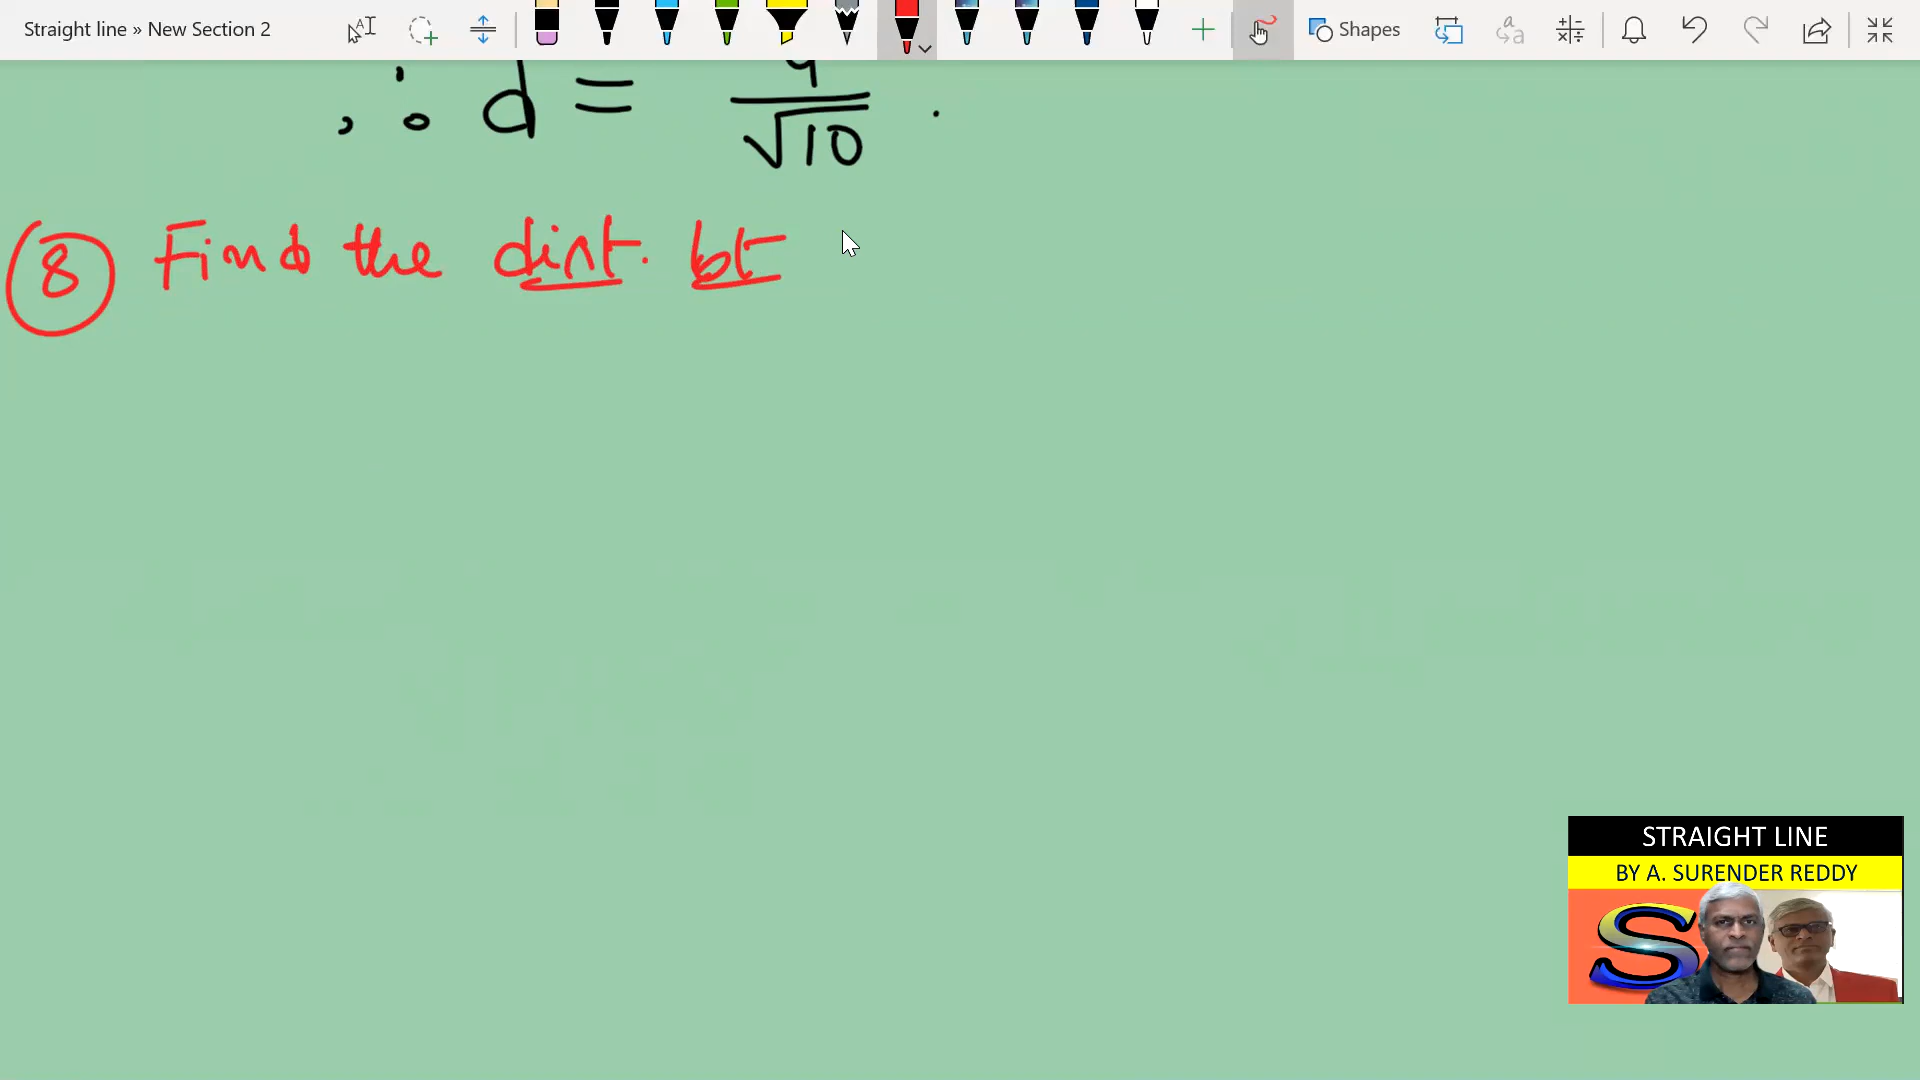 Straight line » New Section 2
Shapes
, ∴ d = 9/√10 .
⑧ Find the dist. bt
STRAIGHT LINE
BY A. SURENDER REDDY
S